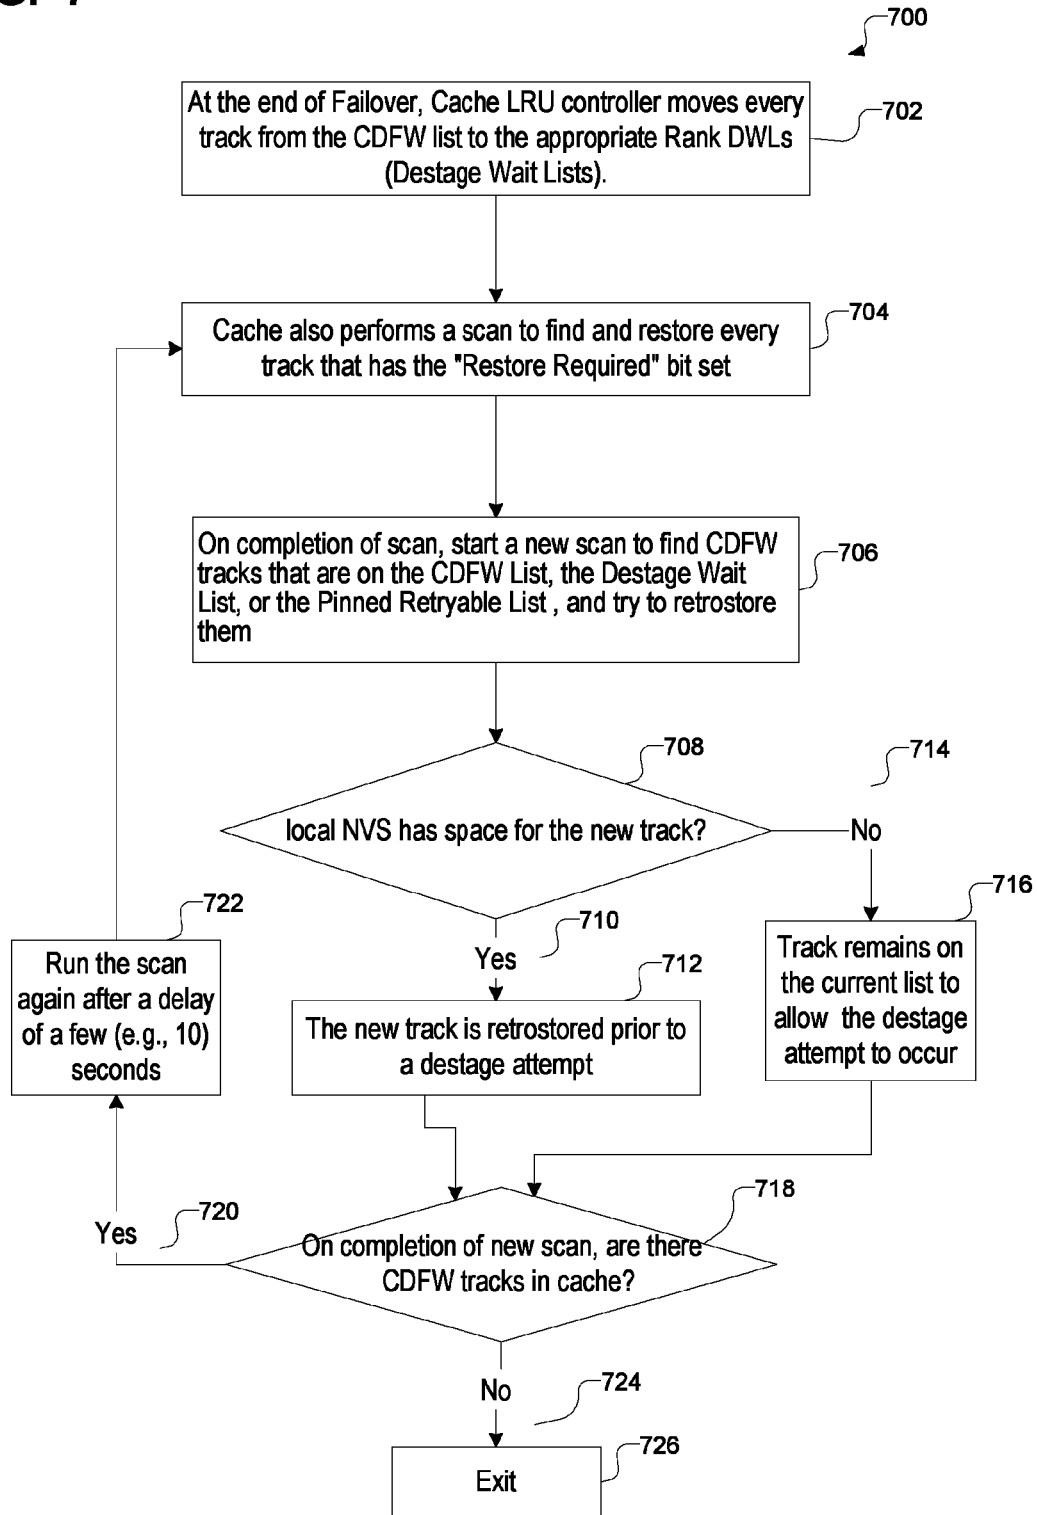 700
At the end of Failover, Cache LRU controller moves every
track from the CDFW list to the appropriate Rank DWLs
(Destage Wait Lists).
702
Cache also performs a scan to find and restore every
track that has the "Restore Required" bit set
704
On completion of scan, start a new scan to find CDFW
tracks that are on the CDFW List, the Destage Wait
List, or the Pinned Retryable List , and try to retrostore
them
706
708
714
local NVS has space for the new track?
No
722
710
716
Run the scan
again after a delay
of a few (e.g., 10)
seconds
Yes
712
The new track is retrostored prior to
a destage attempt
Track remains on
the current list to
allow the destage
attempt to occur
718
720
Yes
On completion of new scan, are there
CDFW tracks in cache?
No
724
726
Exit